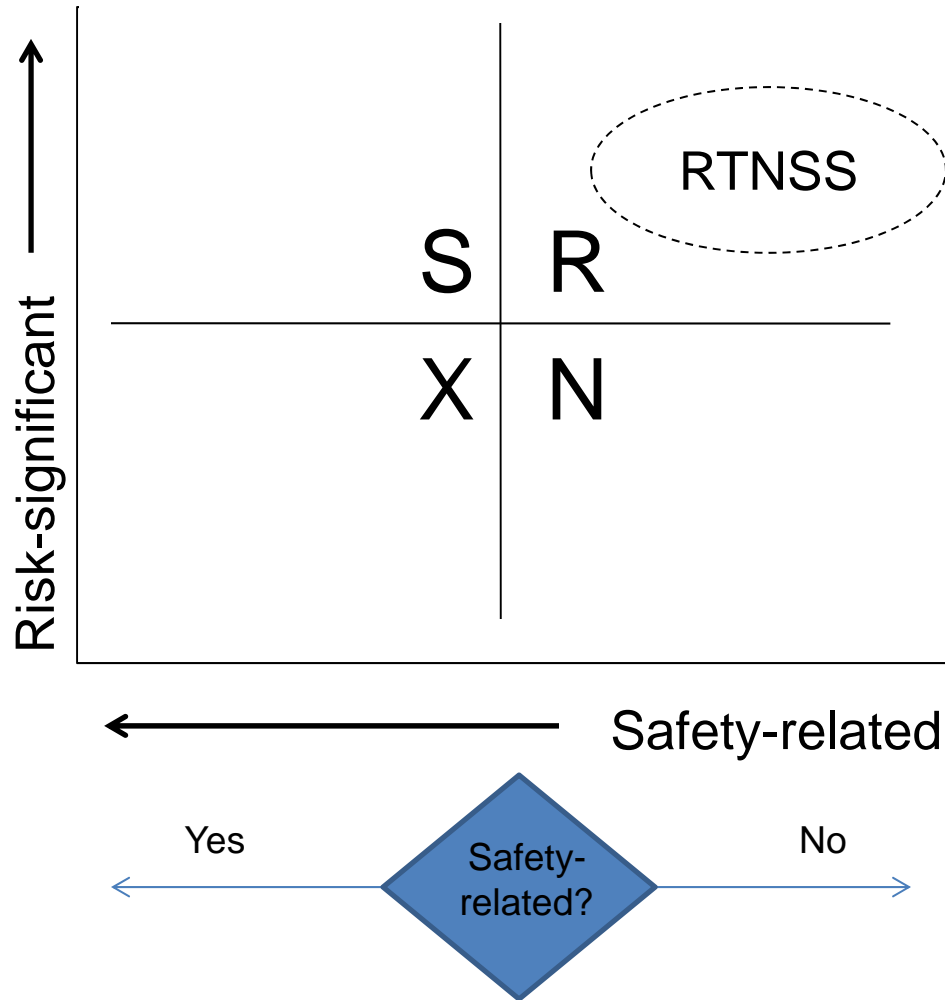 Risk-significant
RTNSS
S R
X N
Safety-related
Yes
Safety-
related?
No